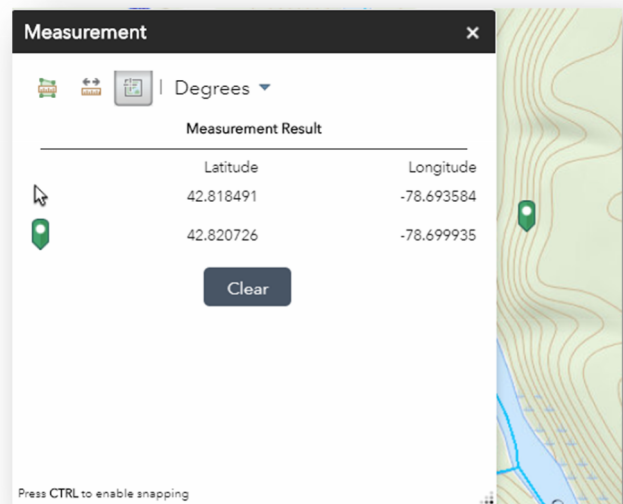 Measurement
Degrees
Measurement Result
Latitude Longitude
42.818491 -78.693584
42.820726 -78.699935
Clear
Press CTRL to enable snapping